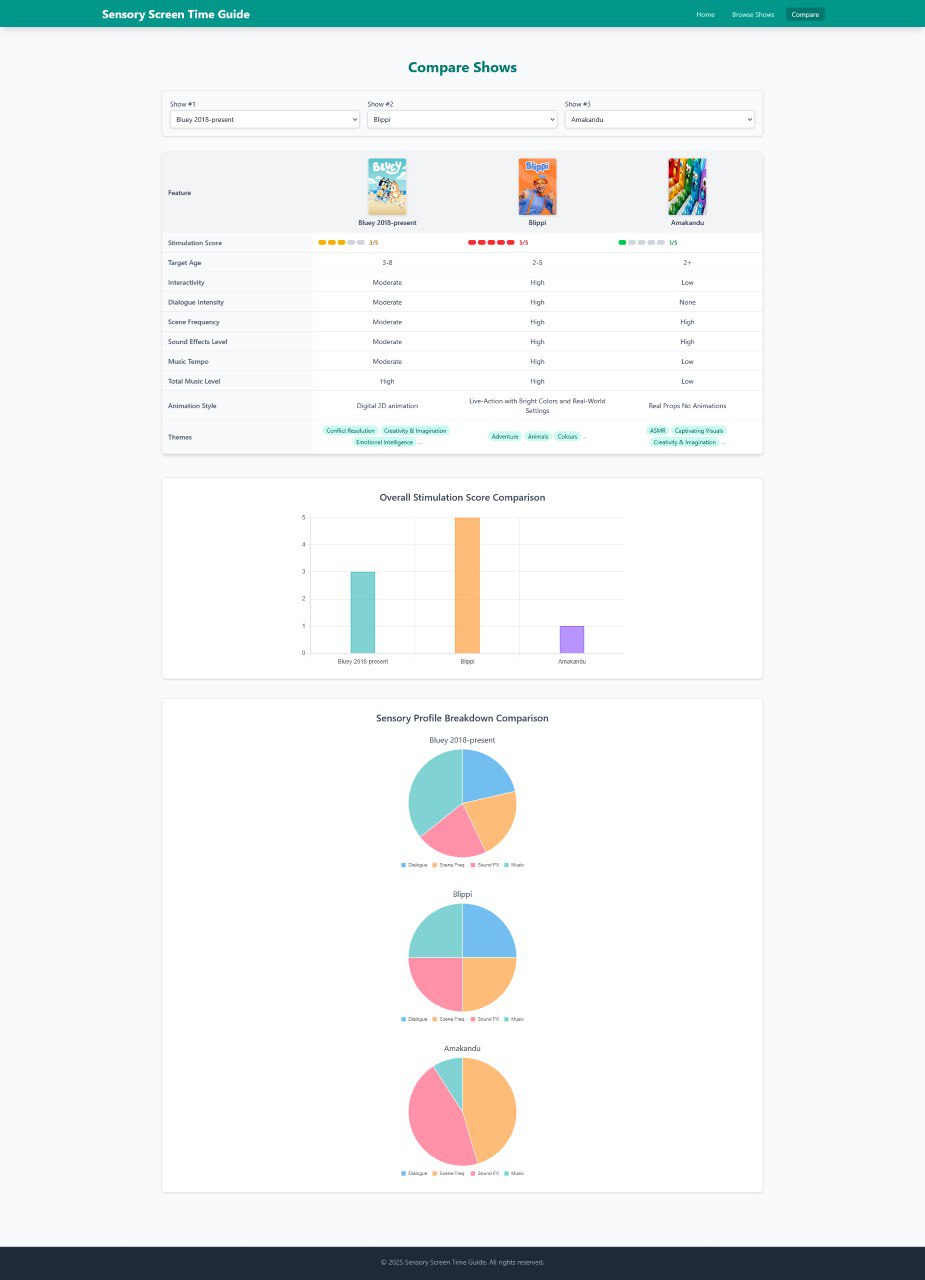 Sensory Screen Time Guide
Home Browse Shows Compare
Compare Shows
Show #1 Show #2 Show #3
Bluey 2018-present Blippi Amakandu
BLUEY Blippi
Feature
Bluey 2018-present Blippi Amakandu
Stimulation Score 3/5 5/5 1/5
Target Age 3-8 2-5 2+
Interactivity Moderate High Low
Dialogue Intensity Moderate High None
Scene Frequency Moderate High High
Sound Effects Level Moderate High High
Music Tempo Moderate High Low
Total Music Level High High Low
Animation Style Digital 2D animation Live-Action with Bright Colors and Real-World Settings Real Props No Animations
Themes Conflict Resolution Creativity & Imagination Emotional Intelligence ... Adventure Animals Colours ... ASMR Captivating Visuals Creativity & Imagination ...
Overall Stimulation Score Comparison
5
4
3
2
1
0
Bluey 2018-present Blippi Amakandu
Sensory Profile Breakdown Comparison
Bluey 2018-present
Dialogue Scene Freq. Sound FX Music
Blippi
Dialogue Scene Freq. Sound FX Music
Amakandu
Dialogue Scene Freq. Sound FX Music
© 2025 Sensory Screen Time Guide. All rights reserved.